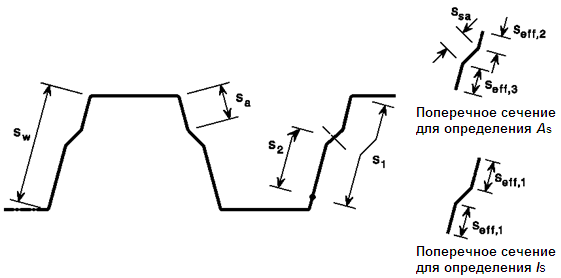 s_sa
s_eff,2
s_eff,3
Поперечное сечение
для определения A_s
s_w
s_a
s_2
s_1
s_eff,1
s_eff,1
Поперечное сечение
для определения I_s